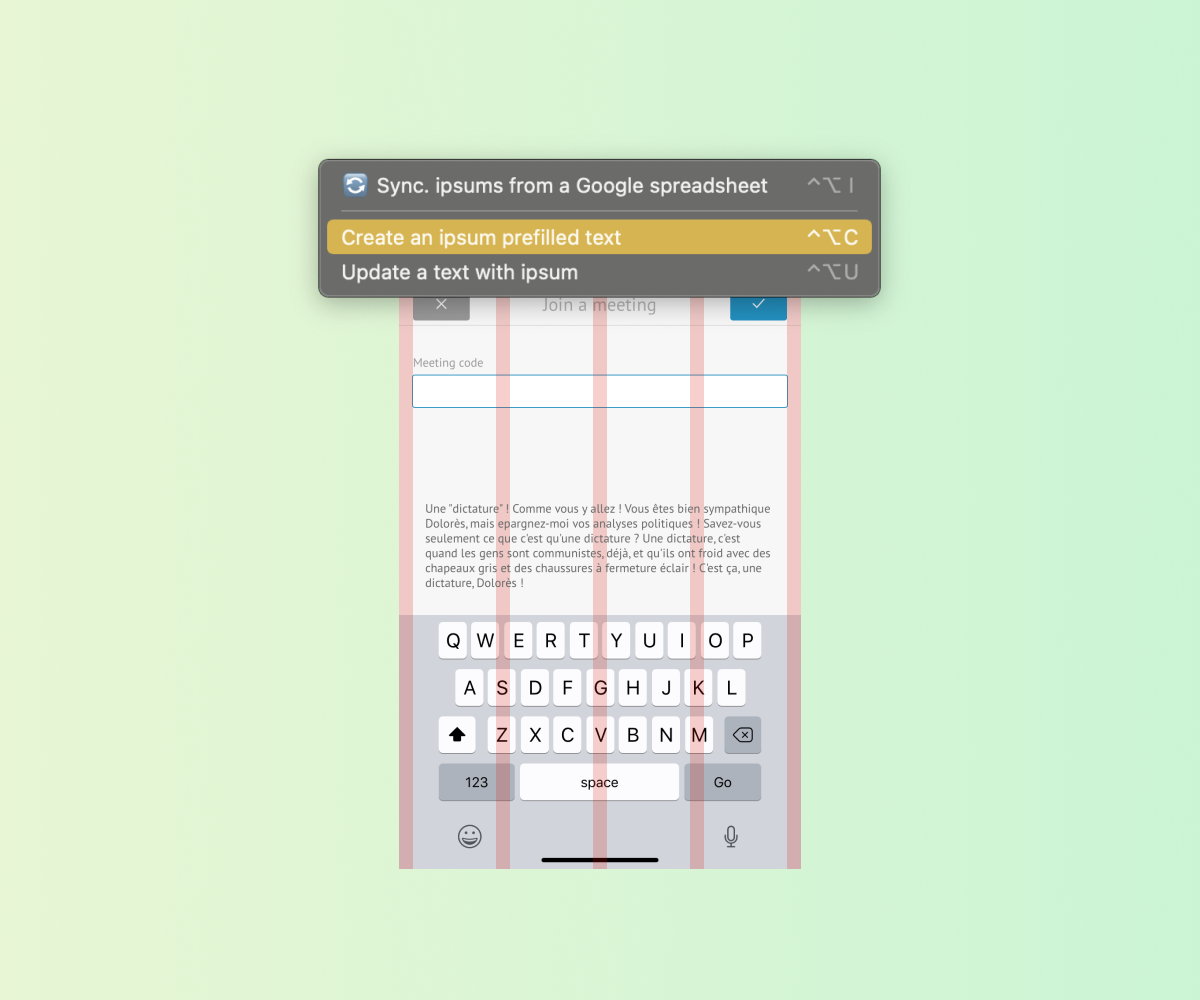 Sync. ipsums from a Google spreadsheet ^⌥ I
Create an ipsum prefilled text ^⌥C
Update a text with ipsum ^⌥U
Join a meeting
Meeting code
Une "dictature" ! Comme vous y allez ! Vous êtes bien sympathique
Dolorès, mais epargnez-moi vos analyses politiques ! Savez-vous
seulement ce que c'est qu'une dictature ? Une dictature, c'est
quand les gens sont communistes, déjà, et qu'ils ont froid avec des
chapeaux gris et des chaussures à fermeture éclair ! C'est ça, une
dictature, Dolorès !
Q W E R T Y U I O P
A S D F G H J K L
Z X C V B N M
123 space Go